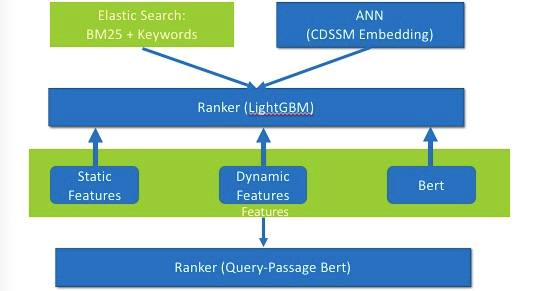 Elastic Search:
BM25 + Keywords
ANN
(CDSSM Embedding)
Ranker (LightGBM)
Static
Features
Dynamic
Features
Bert
Features
Ranker (Query-Passage Bert)